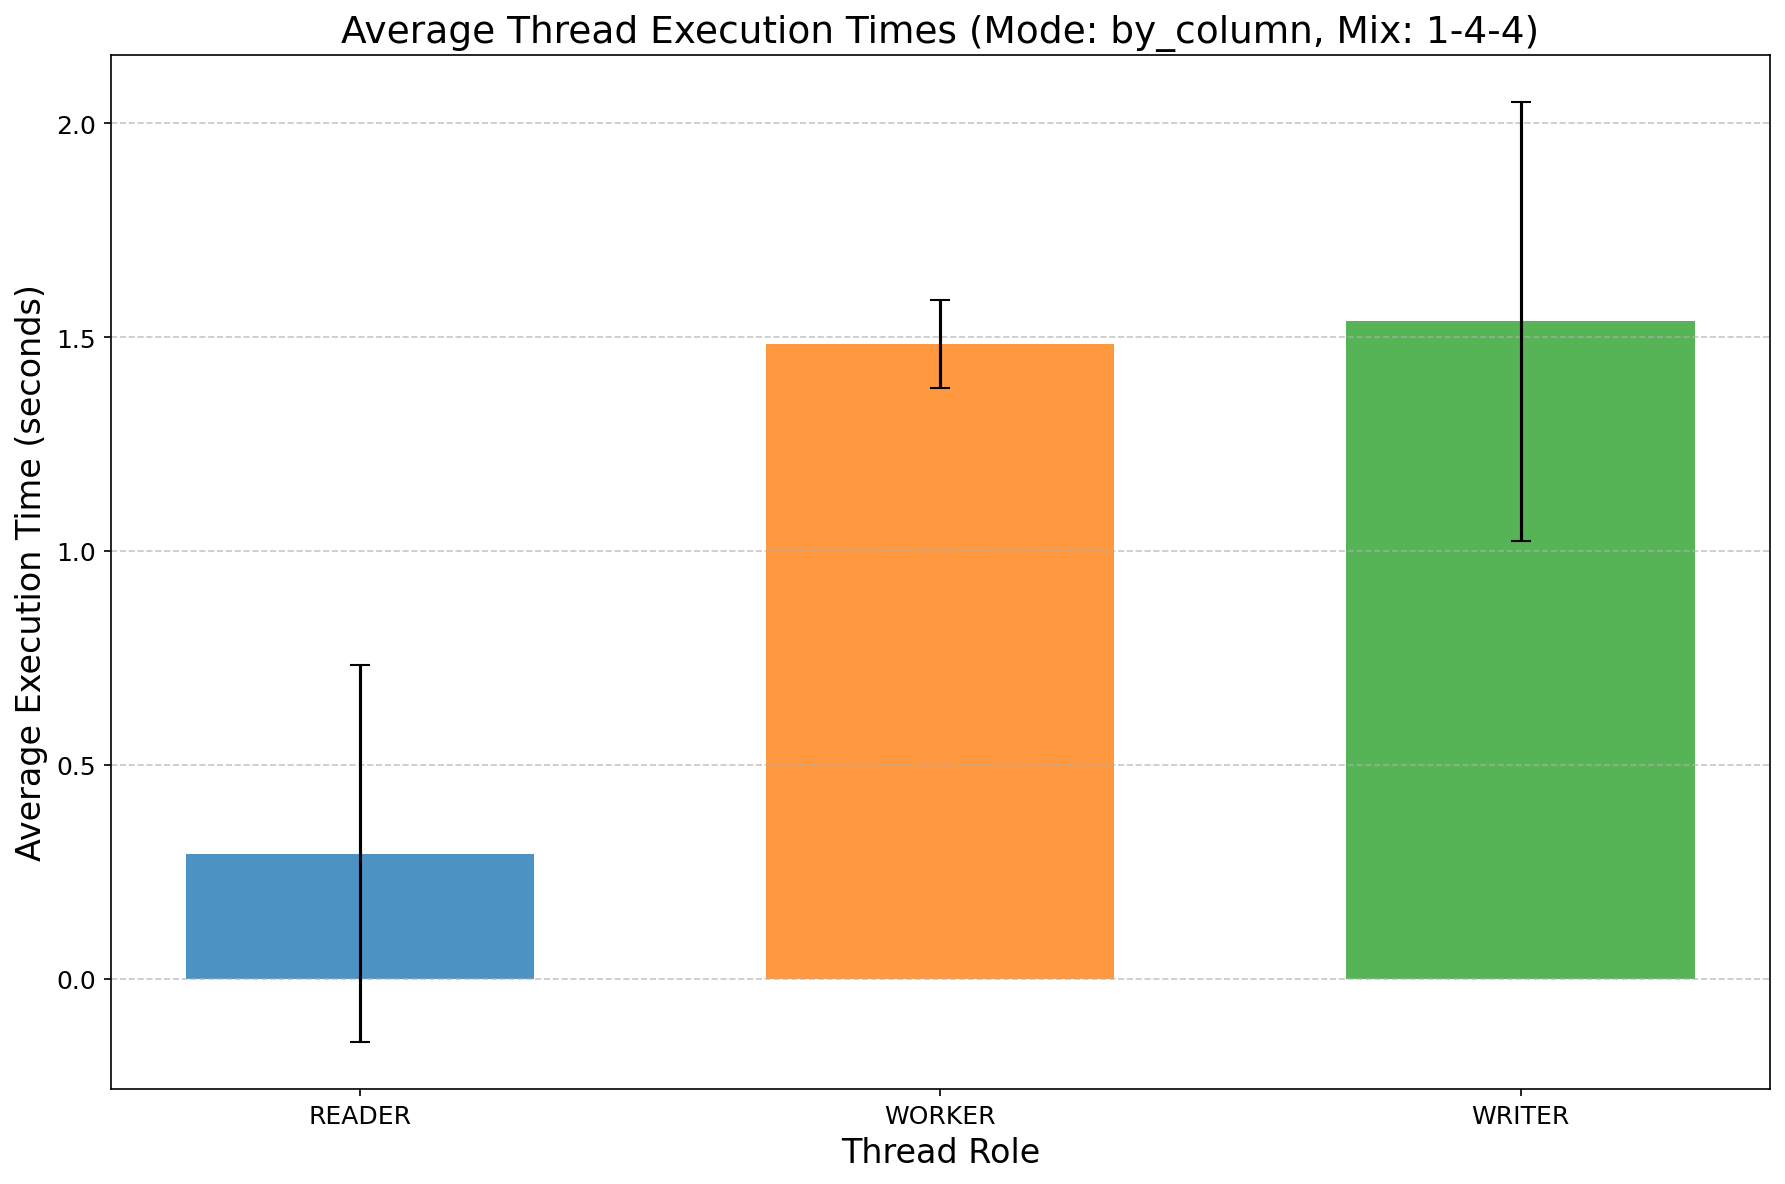 Average Thread Execution Times (Mode: by_column, Mix: 1-4-4)
Average Execution Time (seconds)
2.0
1.5
1.0
0.5
0.0
READER
WORKER
WRITER
Thread Role